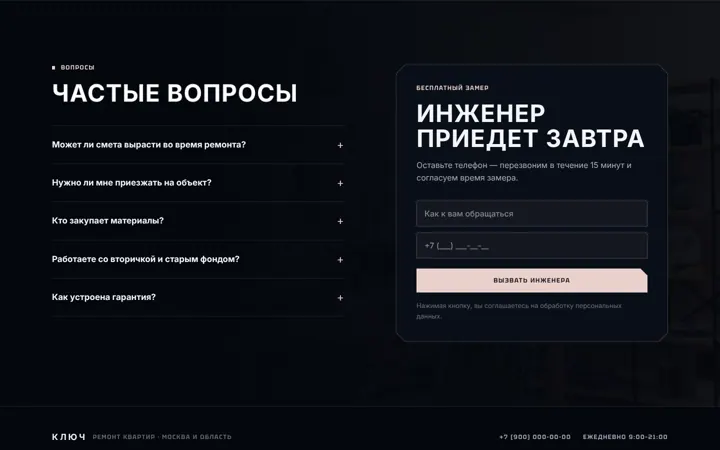 ВОПРОСЫ
ЧАСТЫЕ ВОПРОСЫ
Может ли смета вырасти во время ремонта? +
Нужно ли мне приезжать на объект? +
Кто закупает материалы? +
Работаете со вторичкой и старым фондом? +
Как устроена гарантия? +
БЕСПЛАТНЫЙ ЗАМЕР
ИНЖЕНЕР
ПРИЕДЕТ ЗАВТРА
Оставьте телефон — перезвоним в течение 15 минут и
согласуем время замера.
Как к вам обращаться
+7 (___) ___-__-__
ВЫЗВАТЬ ИНЖЕНЕРА
Нажимая кнопку, вы соглашаетесь на обработку персональных
данных.
КЛЮЧ РЕМОНТ КВАРТИР · МОСКВА И ОБЛАСТЬ
+7 (900) 000-00-00 ЕЖЕДНЕВНО 9:00–21:00